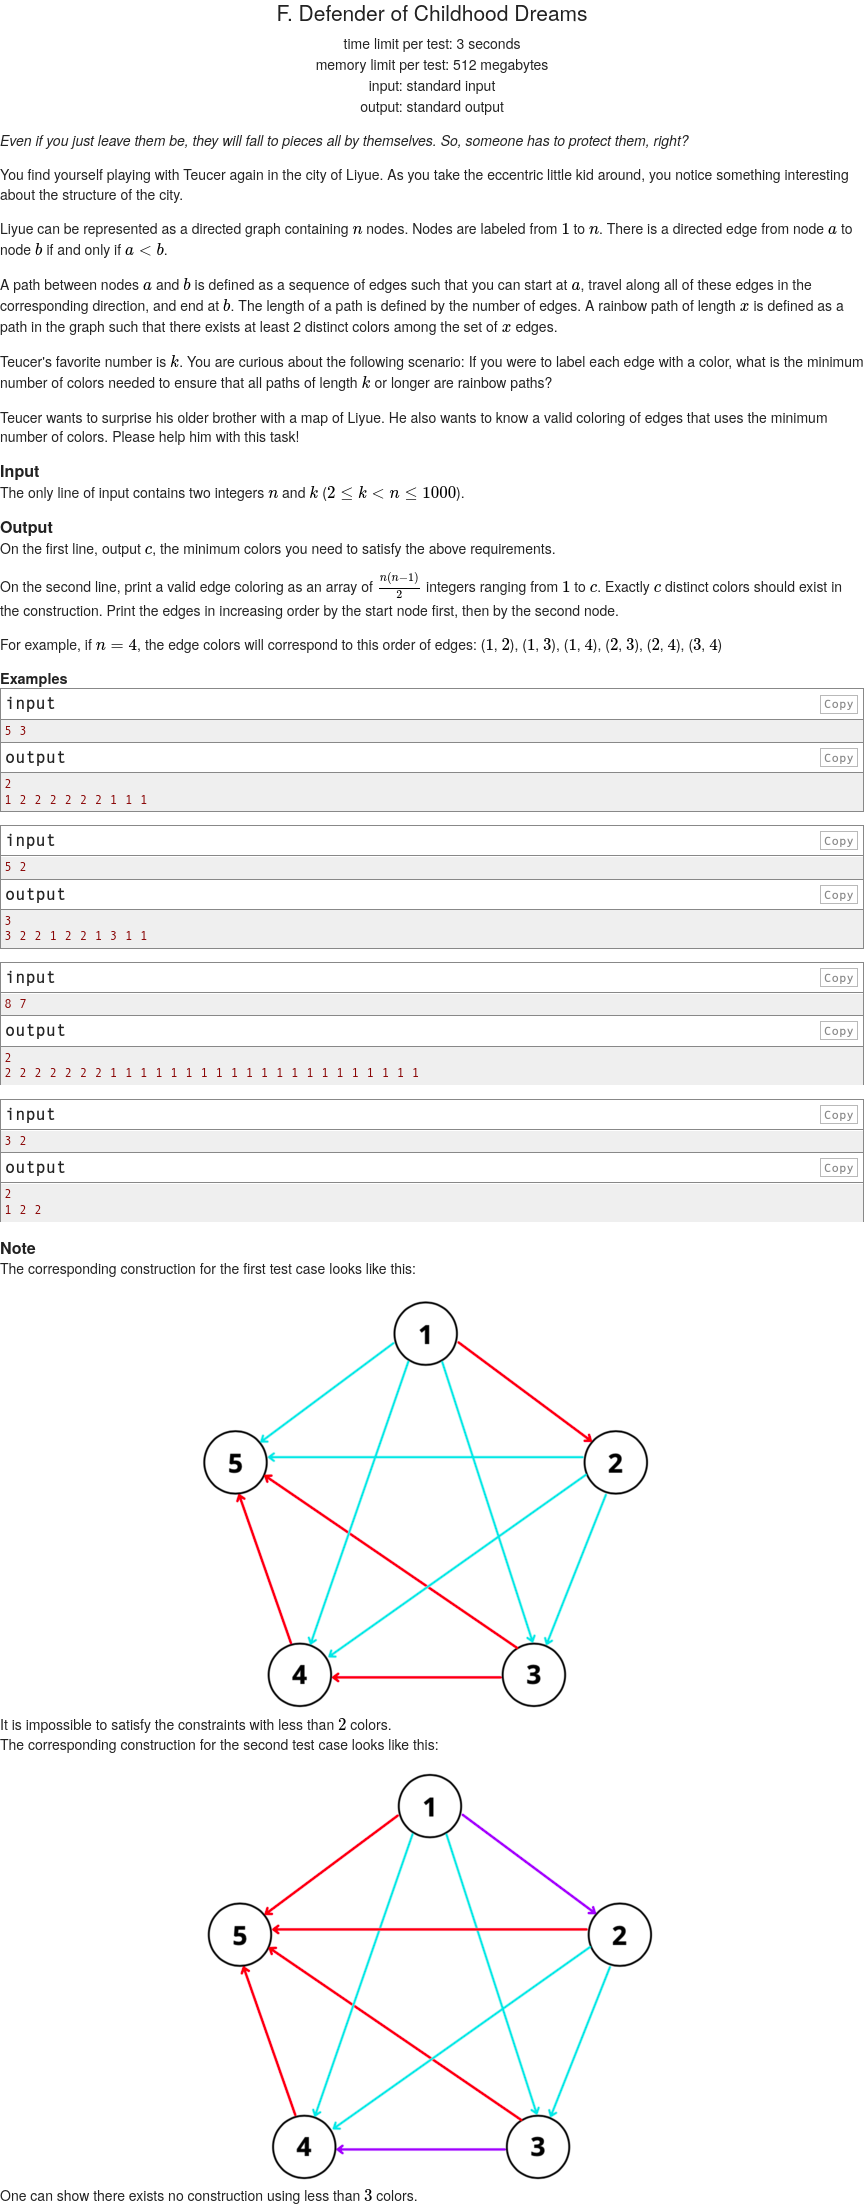 F. Defender of Childhood Dreams
time limit per test: 3 seconds
memory limit per test: 512 megabytes
input: standard input
output: standard output
Even if you just leave them be, they will fall to pieces all by themselves. So, someone has to protect them, right?
You find yourself playing with Teucer again in the city of Liyue. As you take the eccentric little kid around, you notice something interesting
about the structure of the city.
Liyue can be represented as a directed graph containing n nodes. Nodes are labeled from 1 to n. There is a directed edge from node a to
node b if and only if a < b.
A path between nodes a and b is defined as a sequence of edges such that you can start at a, travel along all of these edges in the
corresponding direction, and end at b. The length of a path is defined by the number of edges. A rainbow path of length x is defined as a
path in the graph such that there exists at least 2 distinct colors among the set of x edges.
Teucer's favorite number is k. You are curious about the following scenario: If you were to label each edge with a color, what is the minimum
number of colors needed to ensure that all paths of length k or longer are rainbow paths?
Teucer wants to surprise his older brother with a map of Liyue. He also wants to know a valid coloring of edges that uses the minimum
number of colors. Please help him with this task!
Input
The only line of input contains two integers n and k (2 ≤ k < n ≤ 1000).
Output
On the first line, output c, the minimum colors you need to satisfy the above requirements.
On the second line, print a valid edge coloring as an array of n(n−1)/2 integers ranging from 1 to c. Exactly c distinct colors should exist in
the construction. Print the edges in increasing order by the start node first, then by the second node.
For example, if n = 4, the edge colors will correspond to this order of edges: (1, 2), (1, 3), (1, 4), (2, 3), (2, 4), (3, 4)
Examples
input Copy
5 3
output Copy
2
1 2 2 2 2 2 2 1 1 1
input Copy
5 2
output Copy
3
3 2 2 1 2 2 1 3 1 1
input Copy
8 7
output Copy
2
2 2 2 2 2 2 2 1 1 1 1 1 1 1 1 1 1 1 1 1 1 1 1 1 1 1 1 1
input Copy
3 2
output Copy
2
1 2 2
Note
The corresponding construction for the first test case looks like this:
1
5 2
4 3
It is impossible to satisfy the constraints with less than 2 colors.
The corresponding construction for the second test case looks like this:
1
5 2
4 3
One can show there exists no construction using less than 3 colors.